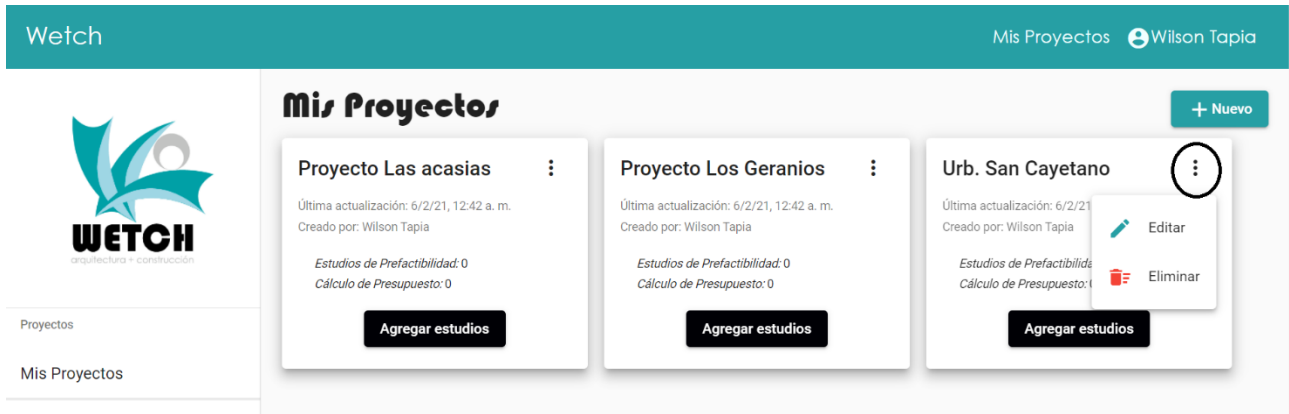 Wetch
Mis Proyectos Wilson Tapia
WETCH
arquitectura + construcción
Proyectos
Mis Proyectos
Mis Proyectos
+ Nuevo
Proyecto Las acasias
Última actualización: 6/2/21, 12:42 a. m.
Creado por: Wilson Tapia
Estudios de Prefactibilidad: 0
Cálculo de Presupuesto: 0
Agregar estudios
Proyecto Los Geranios
Última actualización: 6/2/21, 12:42 a. m.
Creado por: Wilson Tapia
Estudios de Prefactibilidad: 0
Cálculo de Presupuesto: 0
Agregar estudios
Urb. San Cayetano
Última actualización: 6/2/21
Creado por: Wilson Tapia
Estudios de Prefactibilida
Cálculo de Presupuesto:
Agregar estudios
Editar
Eliminar